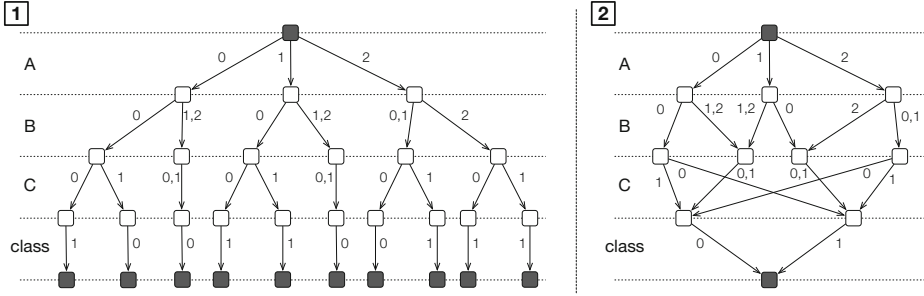 1
A 0 1 2
B 0 1,2 0 1,2 0,1 2
C 0 1 0,1 0 1 0,1 0 1 0 1
class 1 0 0 1 1 0 0 1 1 1
2
A 0 1 2
B 0 1,2 1,2 0 2 0,1
C 1 0 0,1 0,1 0 1
class 0 1